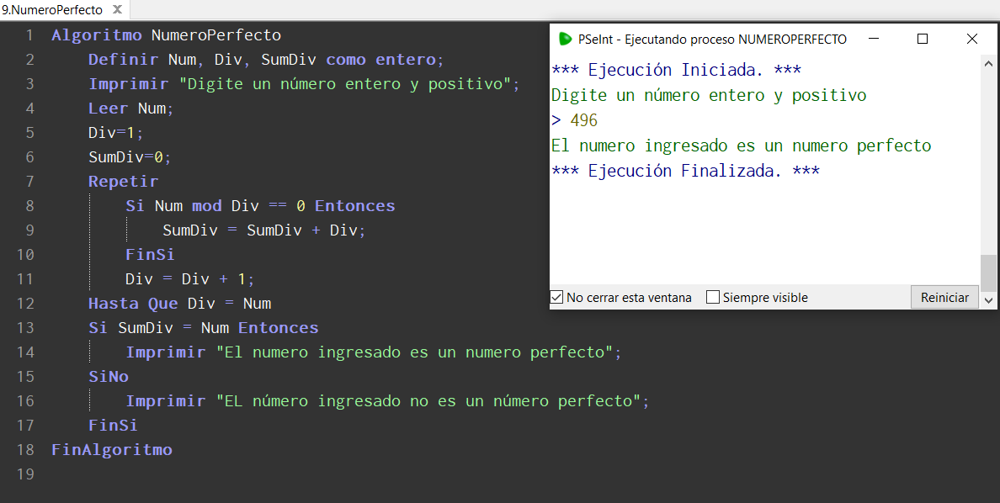 9.NumeroPerfecto X
1 Algoritmo NumeroPerfecto
2 Definir Num, Div, SumDiv como entero;
3 Imprimir "Digite un número entero y positivo";
4 Leer Num;
5 Div=1;
6 SumDiv=0;
7 Repetir
8 Si Num mod Div == 0 Entonces
9 SumDiv = SumDiv + Div;
10 FinSi
11 Div = Div + 1;
12 Hasta Que Div = Num
13 Si SumDiv = Num Entonces
14 Imprimir "El numero ingresado es un numero perfecto";
15 SiNo
16 Imprimir "EL número ingresado no es un número perfecto";
17 FinSi
18 FinAlgoritmo
19
PSeInt - Ejecutando proceso NUMEROPERFECTO
*** Ejecución Iniciada. ***
Digite un número entero y positivo
> 496
El numero ingresado es un numero perfecto
*** Ejecución Finalizada. ***
No cerrar esta ventana Siempre visible Reiniciar